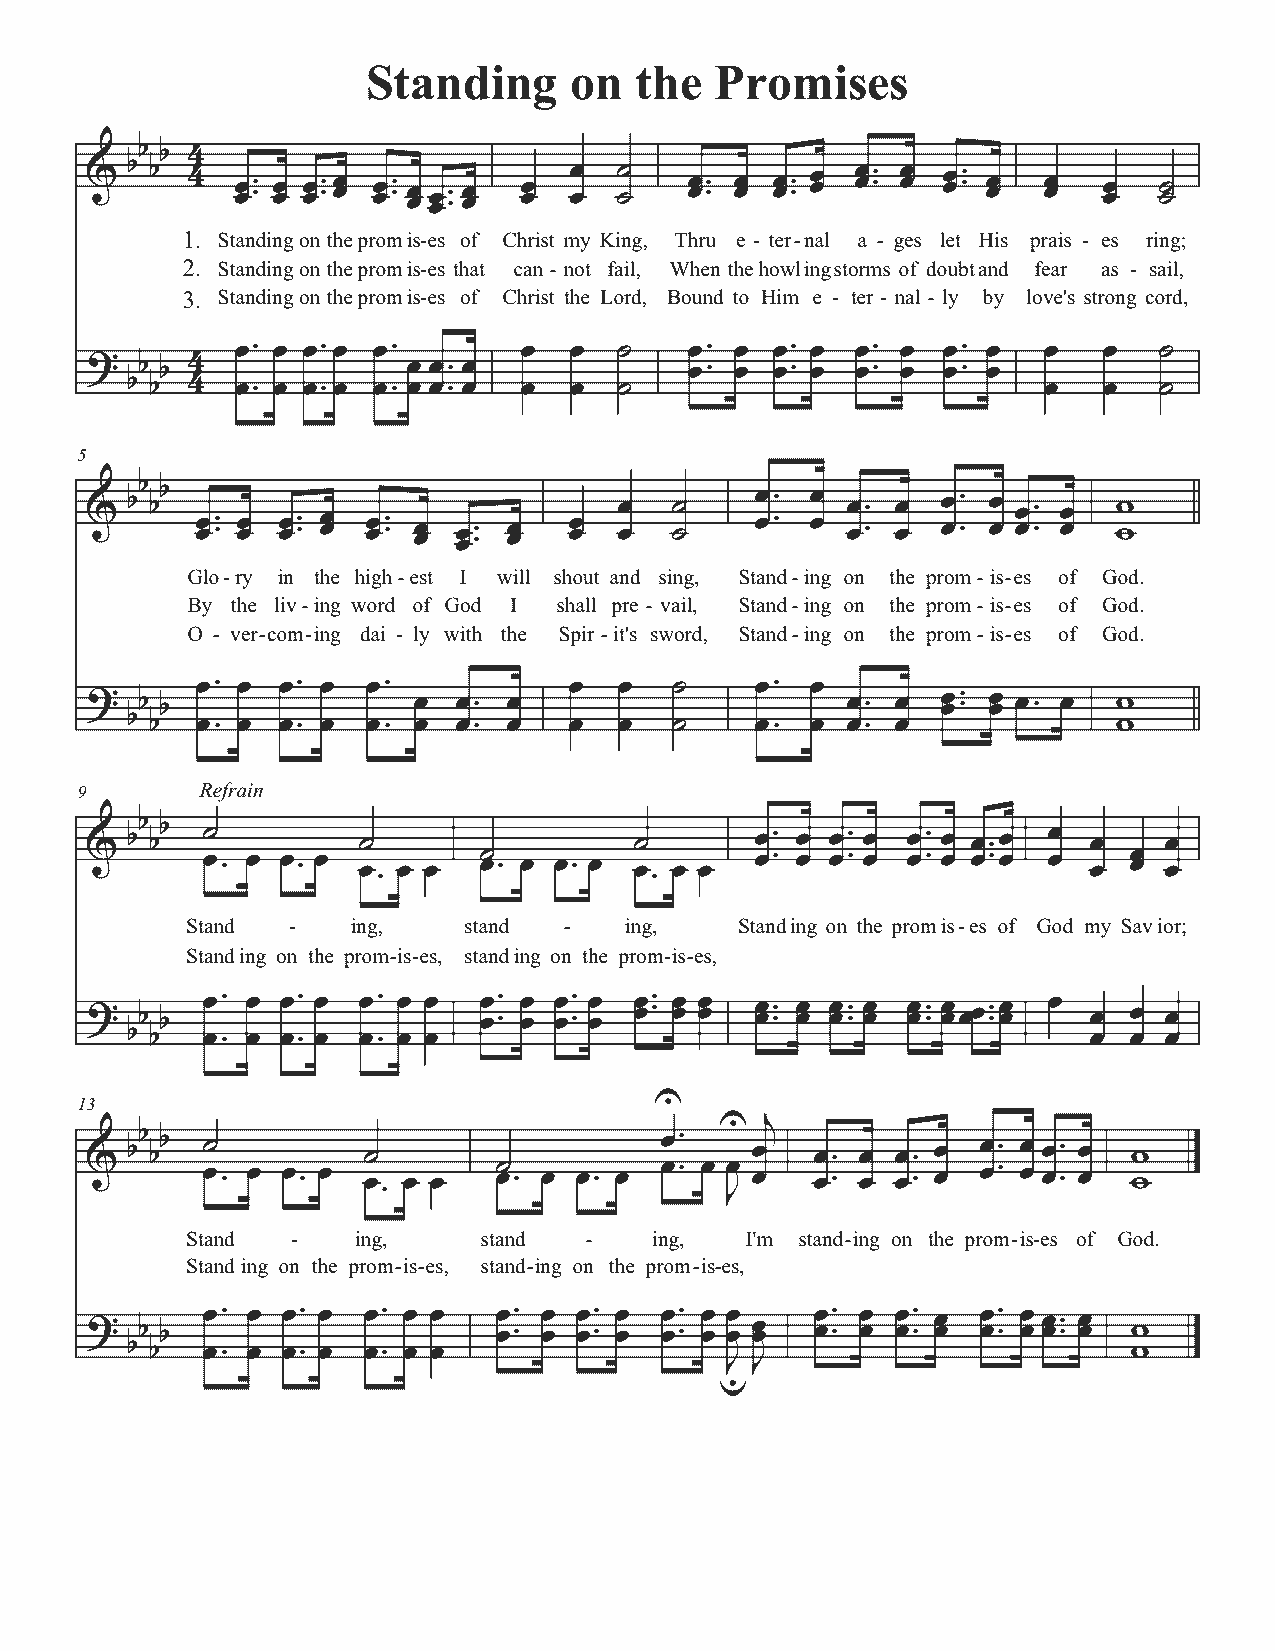 Standing on the Promises
4
4
1. Standing on the prom is-es of Christ my King, Thru e - ter - nal a - ges let His prais - es ring;
2. Standing on the prom is-es that can - not fail, When the howl ing storms of doubt and fear as - sail,
3. Standing on the prom is-es of Christ the Lord, Bound to Him e - ter - nal - ly by love's strong cord,
4
4
5
Glo - ry in the high - est I will shout and sing, Stand - ing on the prom - is-es of God.
By the liv - ing word of God I shall pre - vail, Stand - ing on the prom - is-es of God.
O - ver-com-ing dai - ly with the Spir - it's sword, Stand - ing on the prom - is-es of God.
9 Refrain
Stand - ing, stand - ing, Stand ing on the prom is - es of God my Sav ior;
Stand ing on the prom-is-es, stand ing on the prom-is-es,
13
Stand - ing, stand - ing, I'm stand-ing on the prom-is-es of God.
Stand ing on the prom-is-es, stand-ing on the prom-is-es,